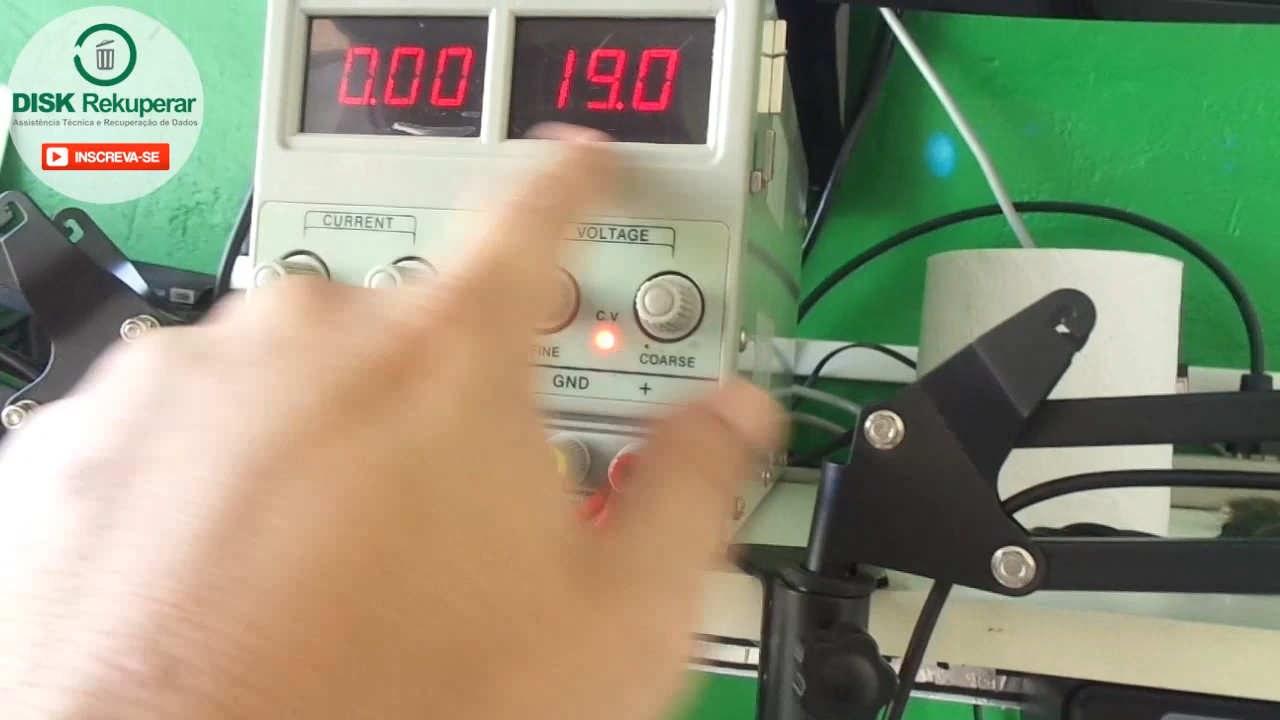 DISK Rekuperar
Assistência Técnica e Recuperação de Dados
INSCREVA-SE
0.00
19.0
CURRENT
VOLTAGE
C.V
FINE
COARSE
GND
+